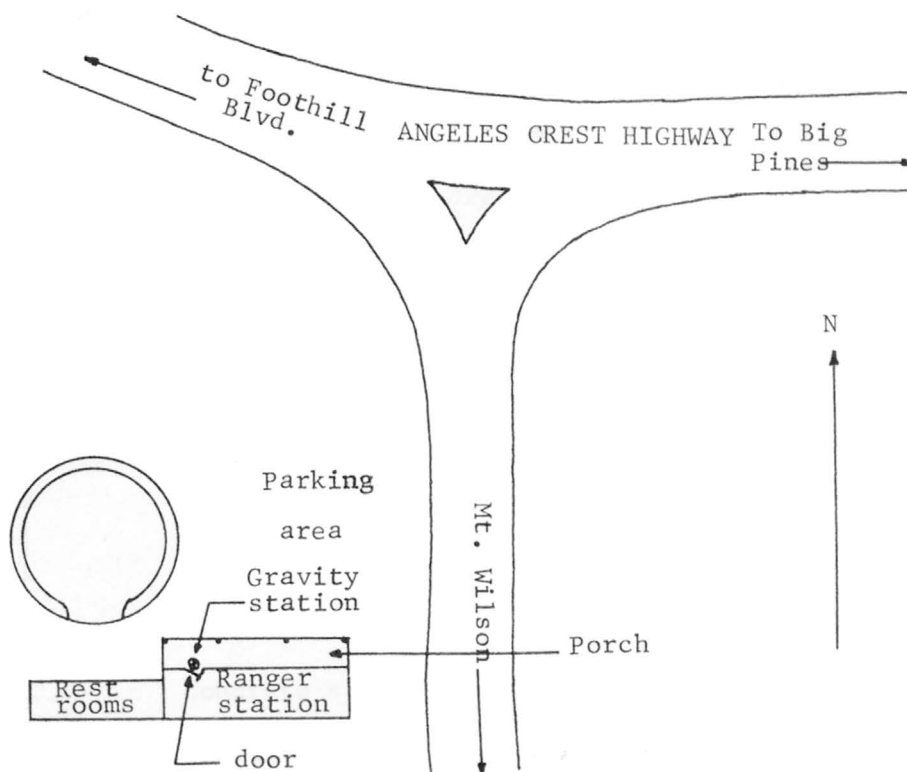 to Foothill
Blvd.
ANGELES CREST HIGHWAY
To Big
Pines
N
Parking
area
Gravity
station
Mt. Wilson
Porch
Rest
rooms
Ranger
station
door